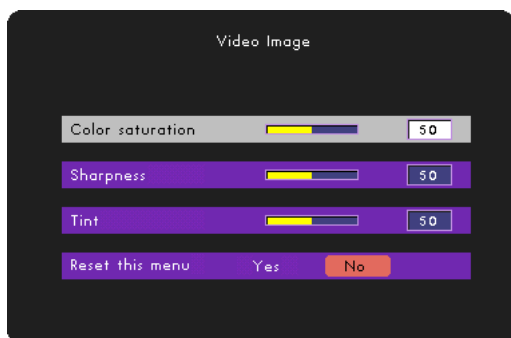 Video Image
Color saturation 50
Sharpness 50
Tint 50
Reset this menu Yes No